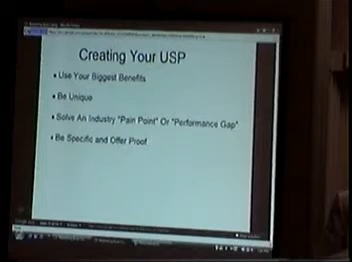 Creating Your USP
• Use Your Biggest Benefits
• Be Unique
• Solve An Industry "Pain Point" Or "Performance Gap"
• Be Specific and Offer Proof